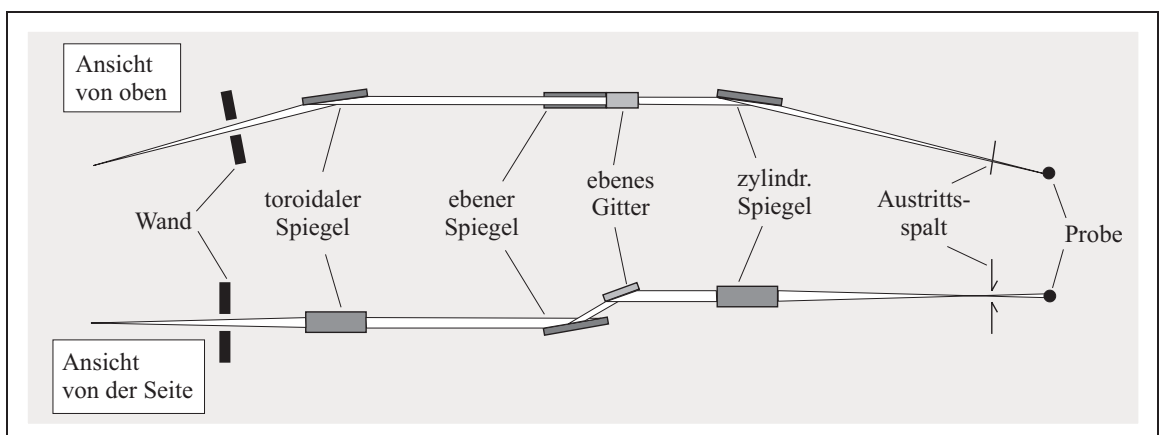 Ansicht
von oben
Wand
toroidaler
Spiegel
ebener
Spiegel
ebenes
Gitter
zylindr.
Spiegel
Austritts-
spalt
Probe
Ansicht
von der Seite